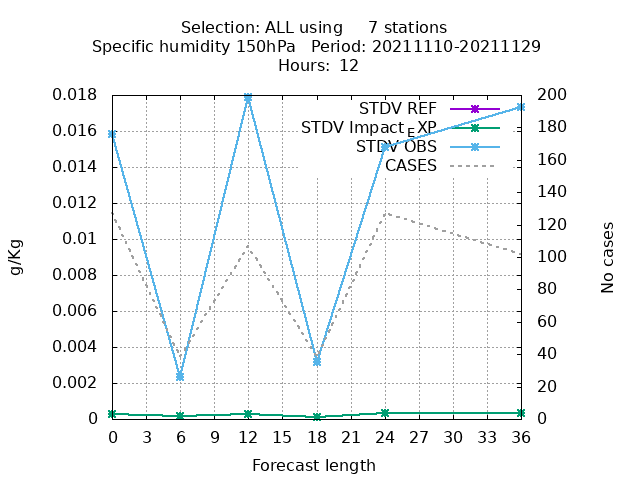 Selection: ALL using     7 stations
Specific humidity 150hPa   Period: 20211110-20211129
Hours:  12
STDV REF
STDV Impact_EXP
STDV OBS
CASES
0.018
0.016
0.014
0.012
0.01
0.008
0.006
0.004
0.002
0
g/Kg
200
180
160
140
120
100
80
60
40
20
0
No cases
0 3 6 9 12 15 18 21 24 27 30 33 36
Forecast length